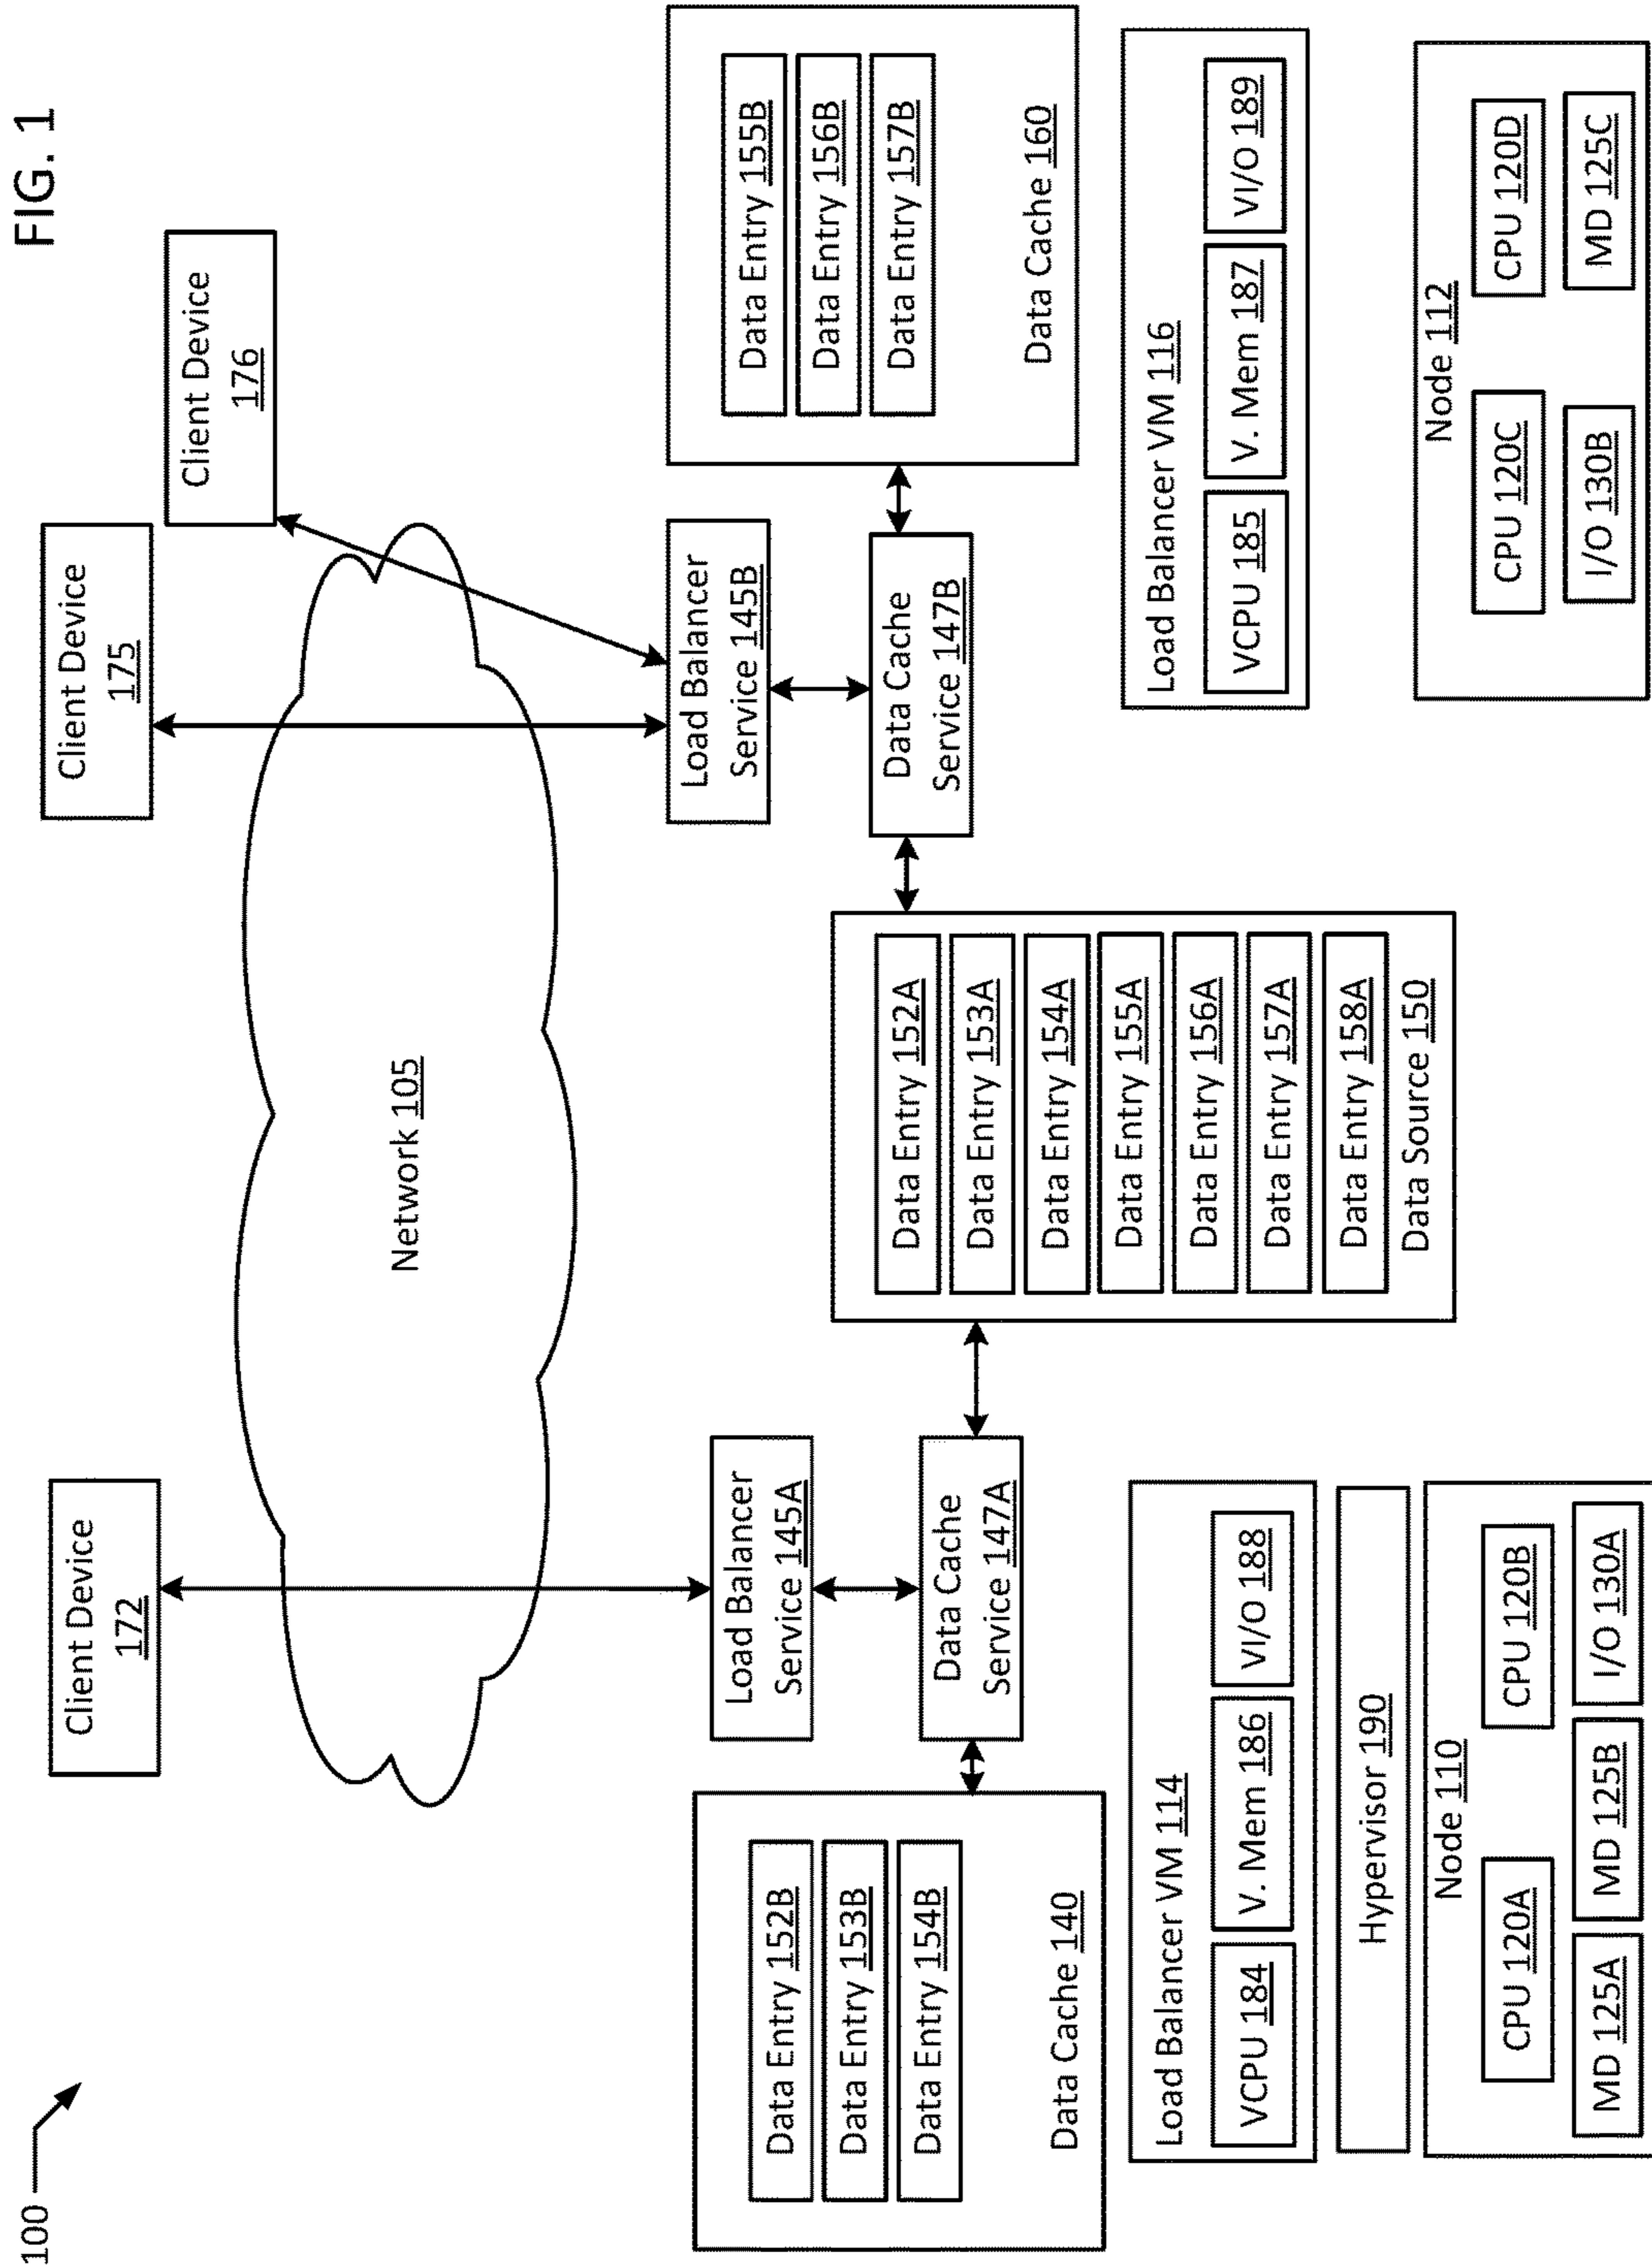 FIG. 1
100
Client Device
172
Client Device
175
Client Device
176
Network 105
Load Balancer
Service 145A
Load Balancer
Service 145B
Data Cache
Service 147A
Data Cache
Service 147B
Data Entry 152B
Data Entry 153B
Data Entry 154B
Data Cache 140
Data Entry 152A
Data Entry 153A
Data Entry 154A
Data Entry 155A
Data Entry 156A
Data Entry 157A
Data Entry 158A
Data Source 150
Data Entry 155B
Data Entry 156B
Data Entry 157B
Data Cache 160
Load Balancer VM 114
VCPU 184
V. Mem 186
VI/O 188
Hypervisor 190
Node 110
CPU 120A
CPU 120B
MD 125A
MD 125B
I/O 130A
Load Balancer VM 116
VCPU 185
V. Mem 187
VI/O 189
Node 112
CPU 120C
CPU 120D
I/O 130B
MD 125C